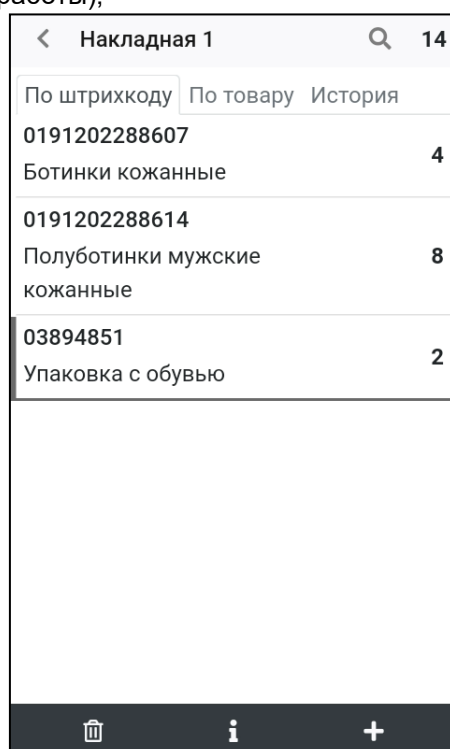 работы),
Накладная 1 14
По штрихкоду По товару История
0191202288607
Ботинки кожанные
4
0191202288614
Полуботинки мужские
кожанные
8
03894851
Упаковка с обувью
2